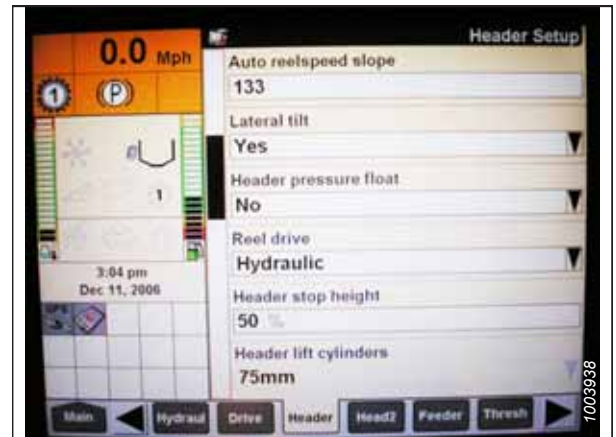 0.0 Mph
1
(P)
1
3:04 pm
Dec 11, 2006
Header Setup
Auto reelspeed slope
133
Lateral tilt
Yes
Header pressure float
No
Reel drive
Hydraulic
Header stop height
50 %
Header lift cylinders
75mm
Main Hydraul Drive Header Head2 Feeder Thresh
1003938